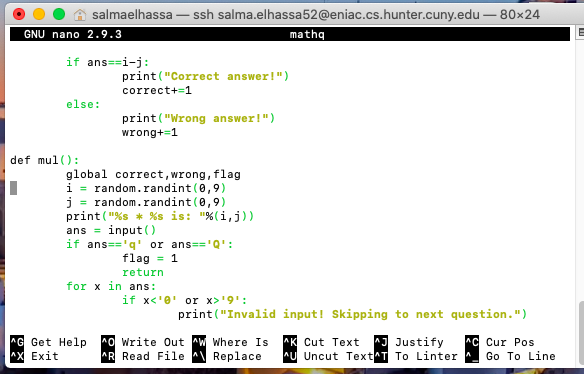 salmaelhassa — ssh salma.elhassa52@eniac.cs.hunter.cuny.edu — 80×24
GNU nano 2.9.3 mathq
if ans==i-j:
print("Correct answer!")
correct+=1
else:
print("Wrong answer!")
wrong+=1
def mul():
global correct,wrong,flag
i = random.randint(0,9)
j = random.randint(0,9)
print("%s * %s is: "%(i,j))
ans = input()
if ans=='q' or ans=='Q':
flag = 1
return
for x in ans:
if x<'0' or x>'9':
print("Invalid input! Skipping to next question.")
^G Get Help ^O Write Out ^W Where Is ^K Cut Text ^J Justify ^C Cur Pos
^X Exit ^R Read File ^\ Replace ^U Uncut Text ^T To Linter ^_ Go To Line